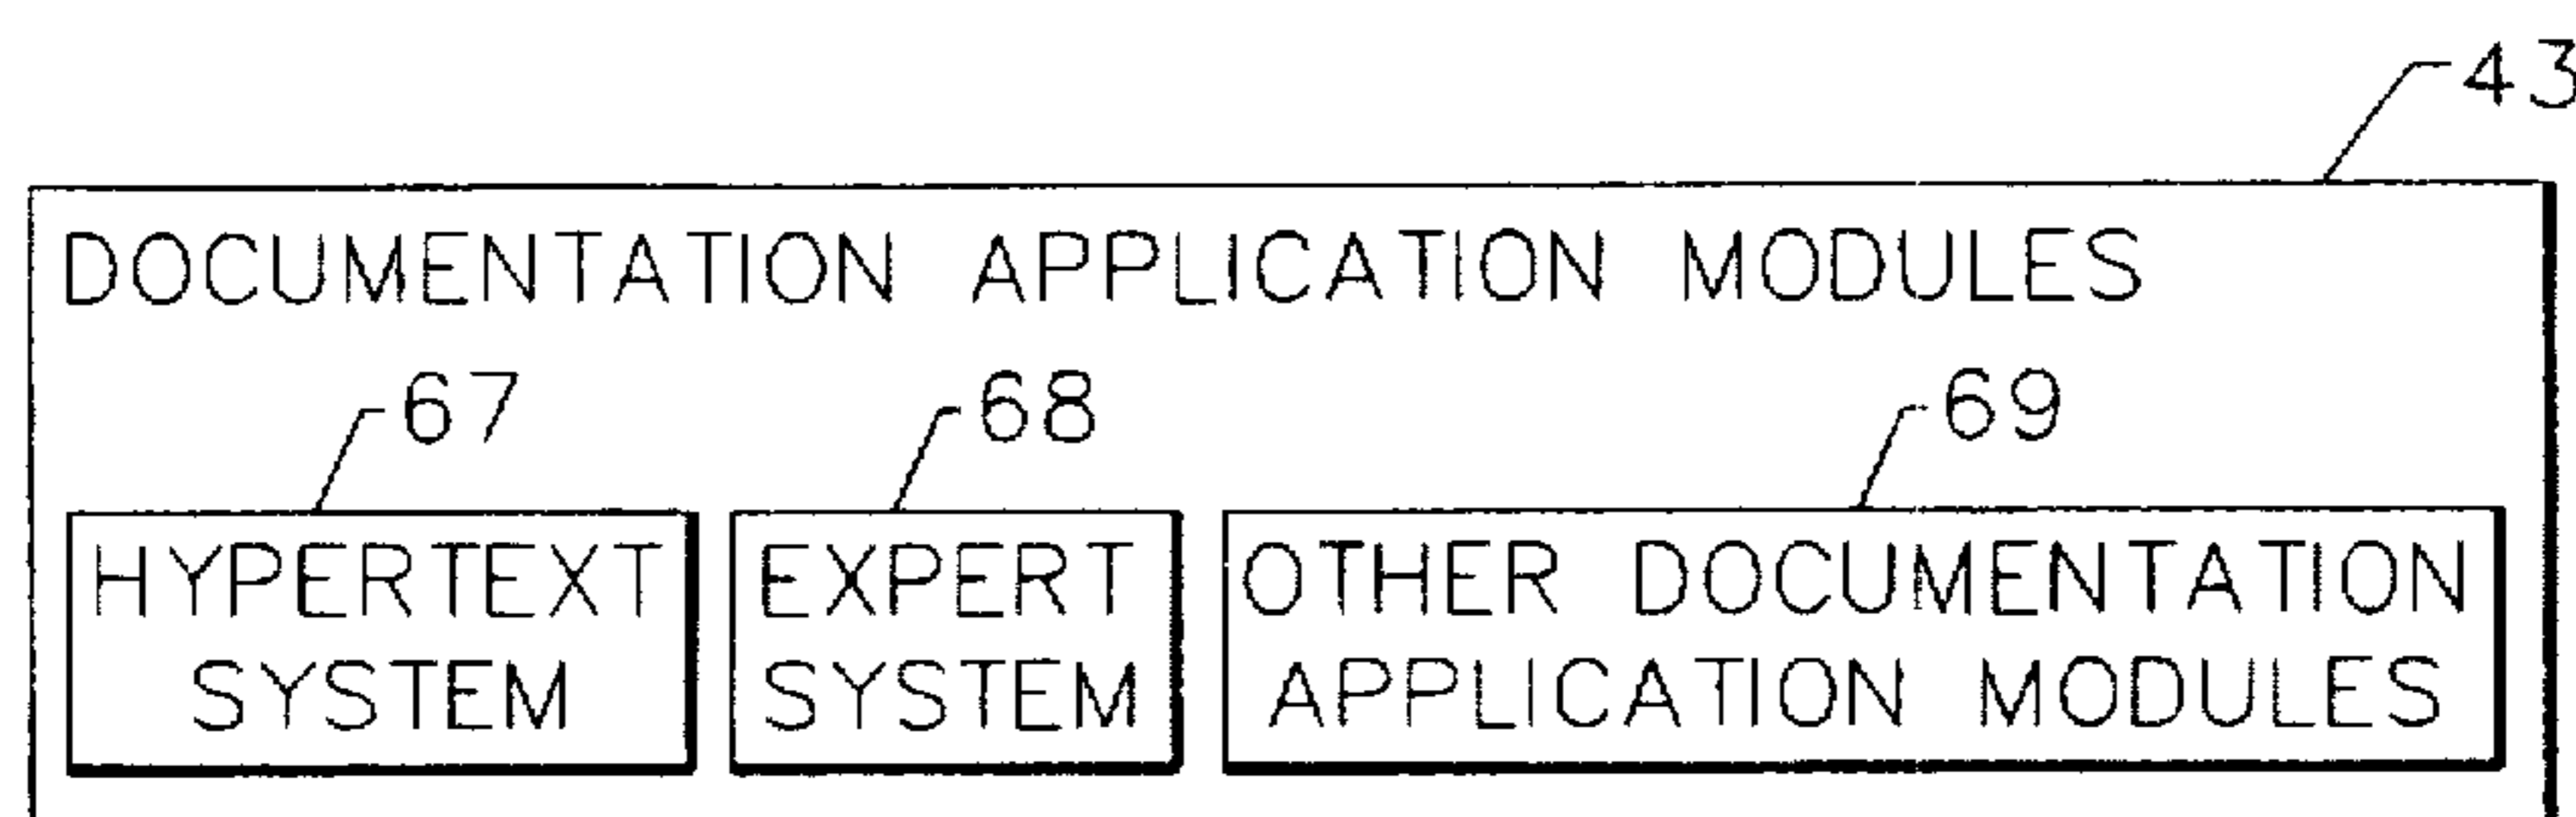 43
DOCUMENTATION APPLICATION MODULES
67 68 69
HYPERTEXT EXPERT OTHER DOCUMENTATION
SYSTEM SYSTEM APPLICATION MODULES